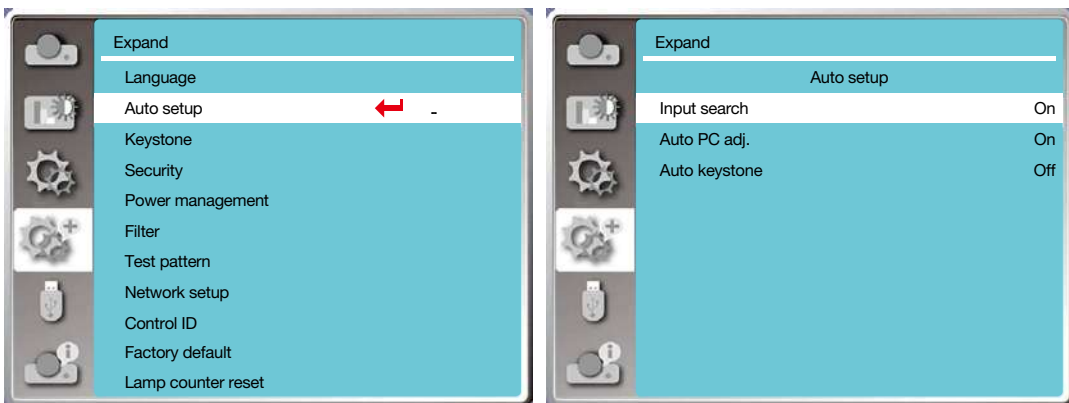 Expand
Language
Auto setup -
Keystone
Security
Power management
Filter
Test pattern
Network setup
Control ID
Factory default
Lamp counter reset
Expand
Auto setup
Input search On
Auto PC adj. On
Auto keystone Off